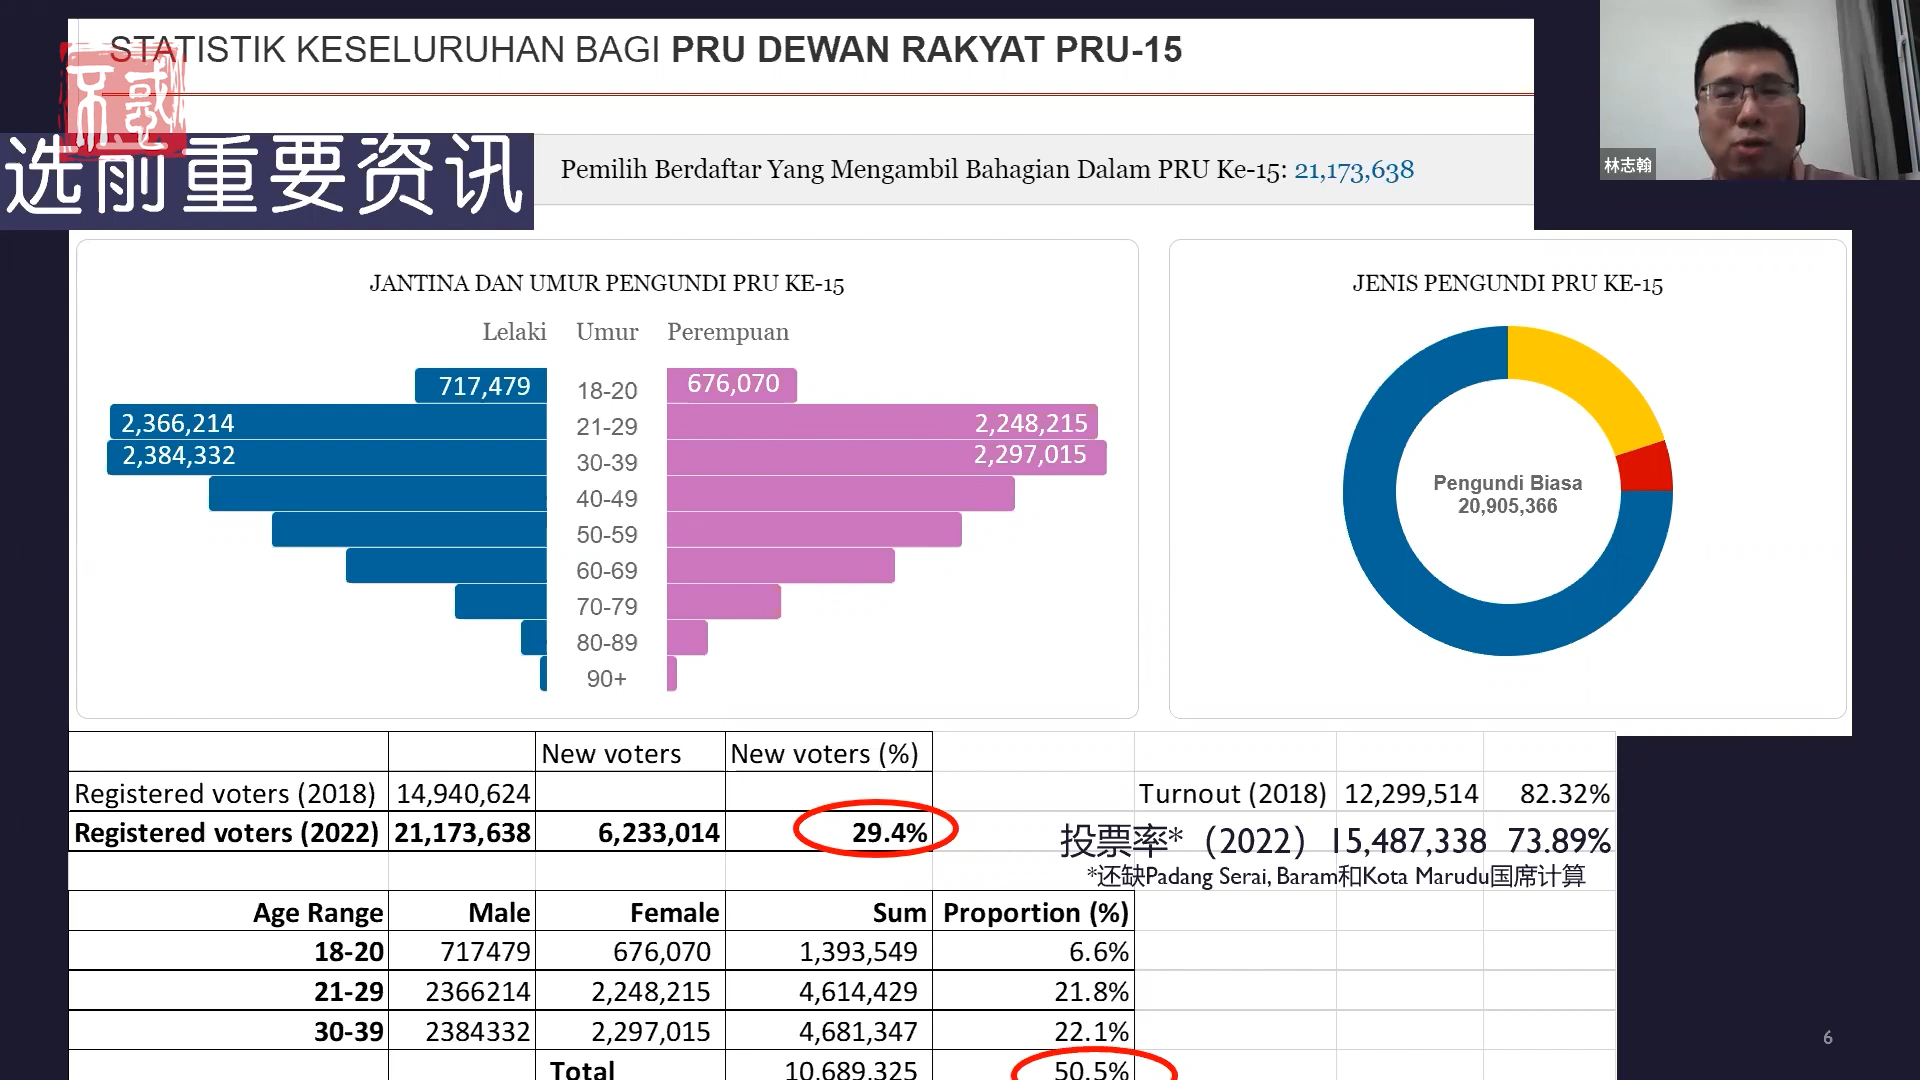 STATISTIK KESELURUHAN BAGI PRU DEWAN RAKYAT PRU-15
不惑
选前重要资讯
Pemilih Berdaftar Yang Mengambil Bahagian Dalam PRU Ke-15: 21,173,638
林志翰
JANTINA DAN UMUR PENGUNDI PRU KE-15
Lelaki Umur Perempuan
717,479 18-20 676,070
2,366,214 21-29 2,248,215
2,384,332 30-39 2,297,015
40-49
50-59
60-69
70-79
80-89
90+
JENIS PENGUNDI PRU KE-15
Pengundi Biasa
20,905,366
New voters New voters (%)
Registered voters (2018) 14,940,624
Registered voters (2022) 21,173,638 6,233,014 29.4%
Turnout (2018) 12,299,514 82.32%
投票率*（2022）15,487,338 73.89%
*还缺Padang Serai, Baram和Kota Marudu国席计算
Age Range Male Female Sum Proportion (%)
18-20 717479 676,070 1,393,549 6.6%
21-29 2366214 2,248,215 4,614,429 21.8%
30-39 2384332 2,297,015 4,681,347 22.1%
Total 10,689,325 50.5%
6